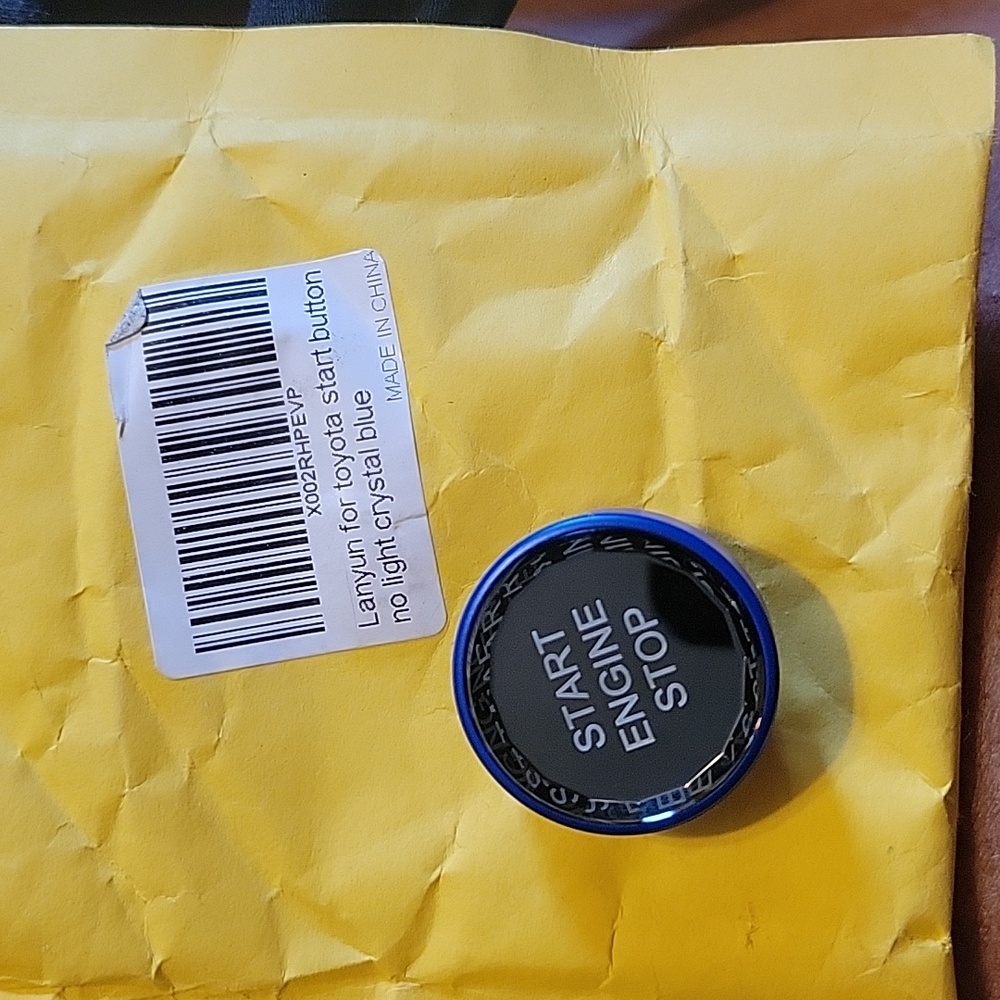 X002RHPEVP
Lanyun for toyota start button
no light crystal blue
MADE IN CHINA
START
ENGINE
STOP